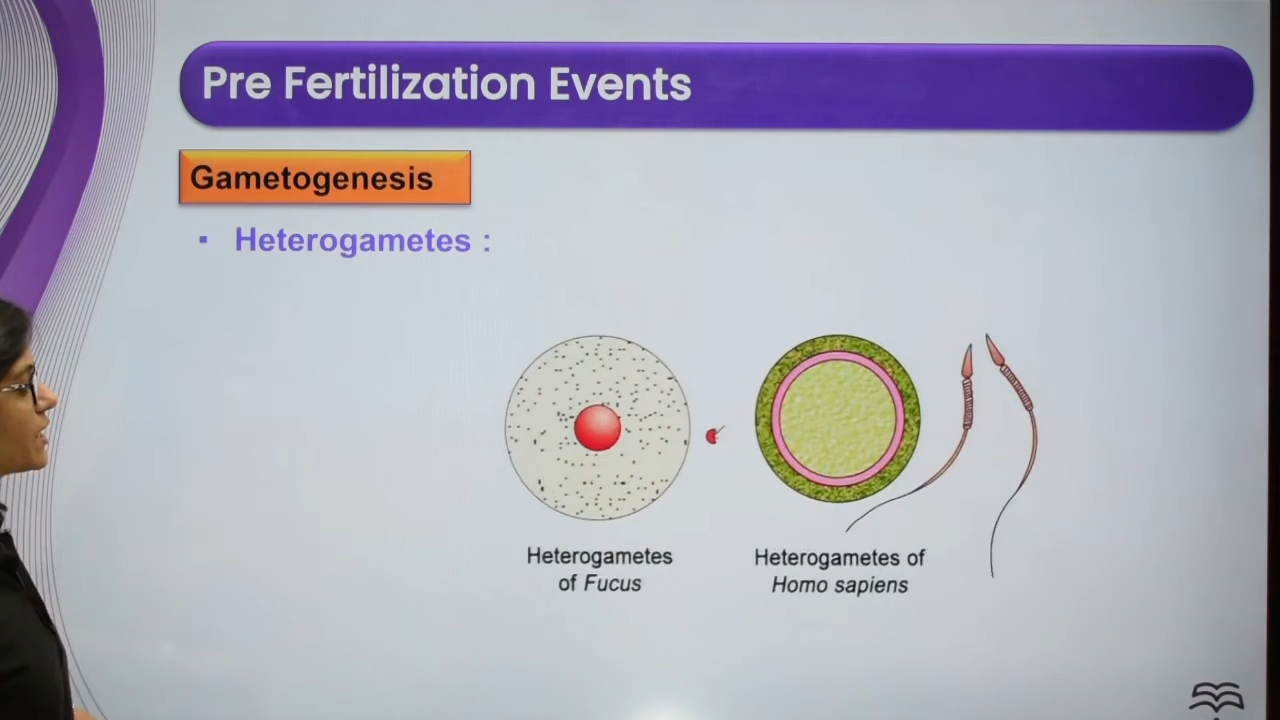 Pre Fertilization Events
Gametogenesis
▪ Heterogametes :
Heterogametes
of Fucus
Heterogametes of
Homo sapiens